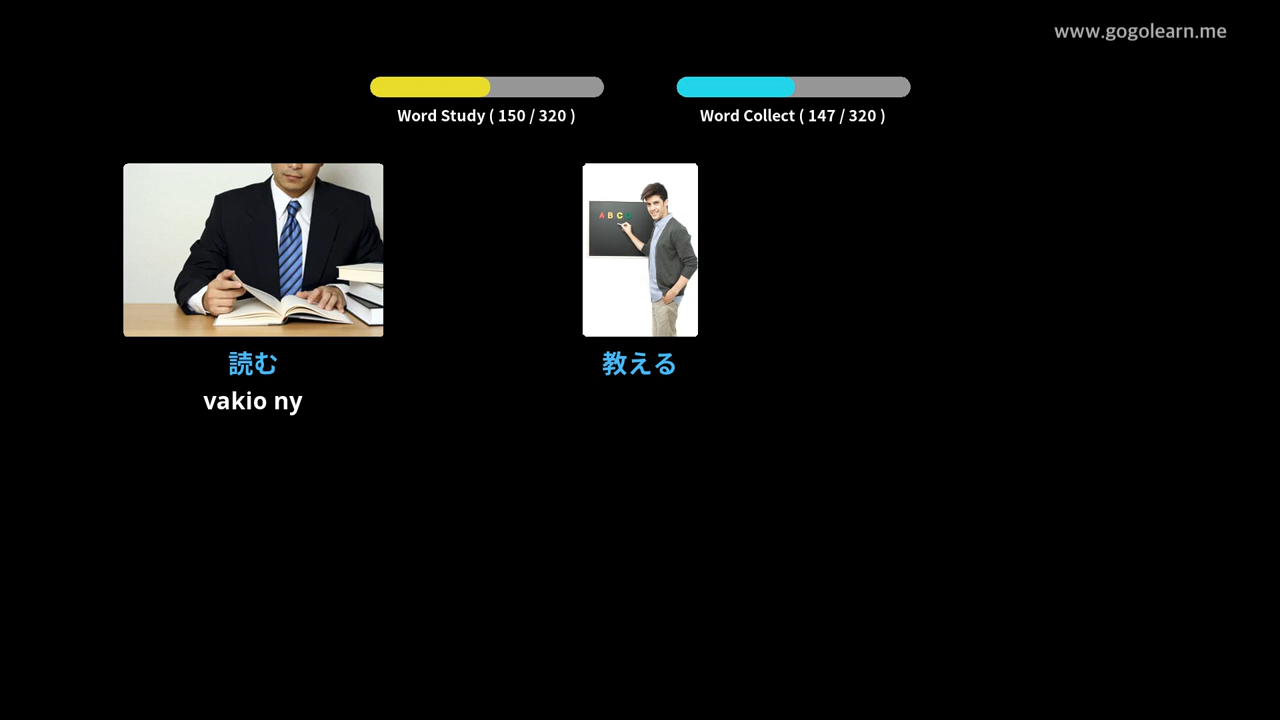 www.gogolearn.me
Word Study ( 150 / 320 )
Word Collect ( 147 / 320 )
A B C D
読む
教える
vakio ny